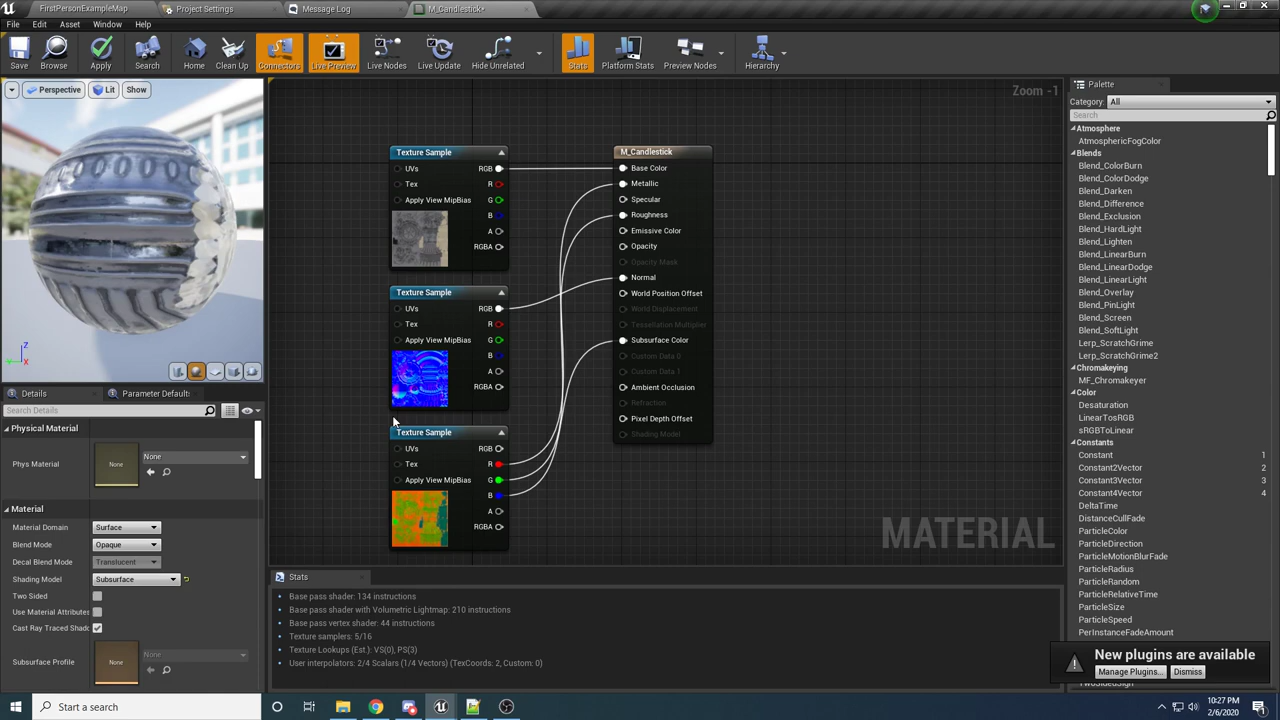 FirstPersonExampleMap
Project Settings
Message Log
M_Candlestick*
File Edit Asset Window Help
Save
Browse
Apply
Search
Home
Clean Up
Connectors
Live Preview
Live Nodes
Live Update
Hide Unrelated
Stats
Platform Stats
Preview Nodes
Hierarchy
Perspective
Lit
Show
Z
X
Details
Parameter Default:
Search Details
Physical Material
Phys Material
None
None
Material
Material Domain Surface
Blend Mode Opaque
Decal Blend Mode Translucent
Shading Model Subsurface
Two Sided
Use Material Attributes
Cast Ray Traced Shado
Subsurface Profile
None
None
Zoom -1
Texture Sample
UVs RGB
Tex R
Apply View MipBias G
B
A
RGBA
Texture Sample
UVs RGB
Tex R
Apply View MipBias G
B
A
RGBA
Texture Sample
UVs RGB
Tex R
Apply View MipBias G
B
A
RGBA
M_Candlestick
Base Color
Metallic
Specular
Roughness
Emissive Color
Opacity
Opacity Mask
Normal
World Position Offset
World Displacement
Tessellation Multiplier
Subsurface Color
Custom Data 0
Custom Data 1
Ambient Occlusion
Refraction
Pixel Depth Offset
Shading Model
MATERIAL
Stats
Base pass shader: 134 instructions
Base pass shader with Volumetric Lightmap: 210 instructions
Base pass vertex shader: 44 instructions
Texture samplers: 5/16
Texture Lookups (Est.): VS(0), PS(3)
User interpolators: 2/4 Scalars (1/4 Vectors) (TexCoords: 2, Custom: 0)
Palette
Category: All
Search
Atmosphere
AtmosphericFogColor
Blends
Blend_ColorBurn
Blend_ColorDodge
Blend_Darken
Blend_Difference
Blend_Exclusion
Blend_HardLight
Blend_Lighten
Blend_LinearBurn
Blend_LinearDodge
Blend_LinearLight
Blend_Overlay
Blend_PinLight
Blend_Screen
Blend_SoftLight
Lerp_ScratchGrime
Lerp_ScratchGrime2
Chromakeying
MF_Chromakeyer
Color
Desaturation
LinearTosRGB
sRGBToLinear
Constants
Constant 1
Constant2Vector 2
Constant3Vector 3
Constant4Vector 4
DeltaTime
DistanceCullFade
ParticleColor
ParticleDirection
ParticleMotionBlurFade
ParticleRadius
ParticleRandom
ParticleRelativeTime
ParticleSize
ParticleSpeed
PerInstanceFadeAmount
New plugins are available
Manage Plugins...
Dismiss
TwoSidedSign
Start a search
10:27 PM
2/6/2020